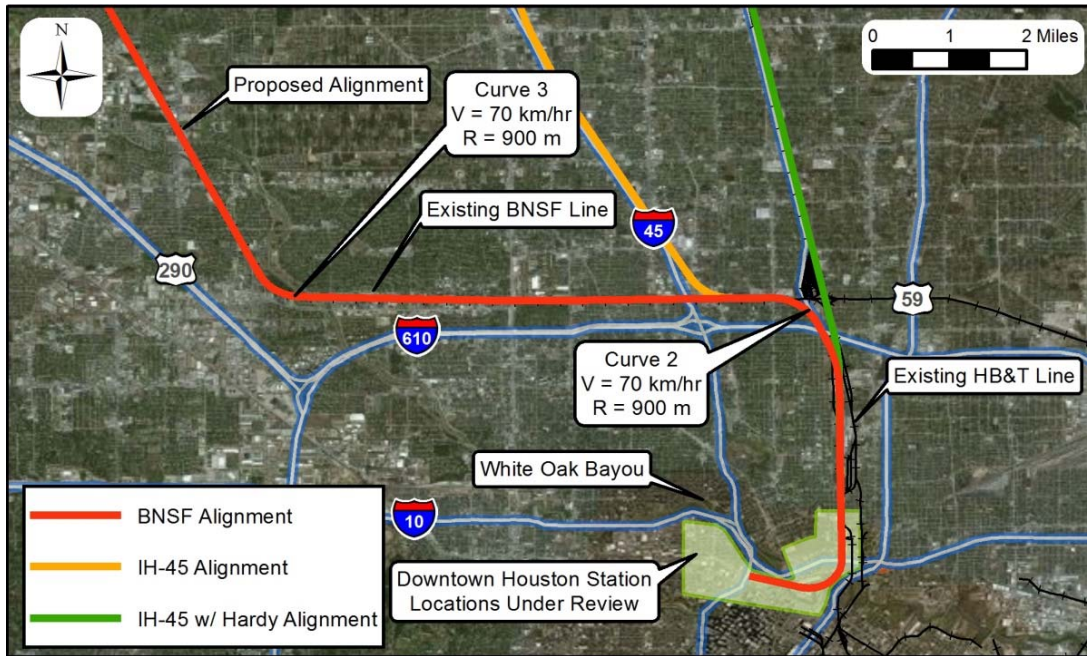 N
0 1 2 Miles
Proposed Alignment
Curve 3
V = 70 km/hr
R = 900 m
Existing BNSF Line
45
290
59
610
Curve 2
V = 70 km/hr
R = 900 m
Existing HB&T Line
White Oak Bayou
10
Downtown Houston Station
Locations Under Review
BNSF Alignment
IH-45 Alignment
IH-45 w/ Hardy Alignment